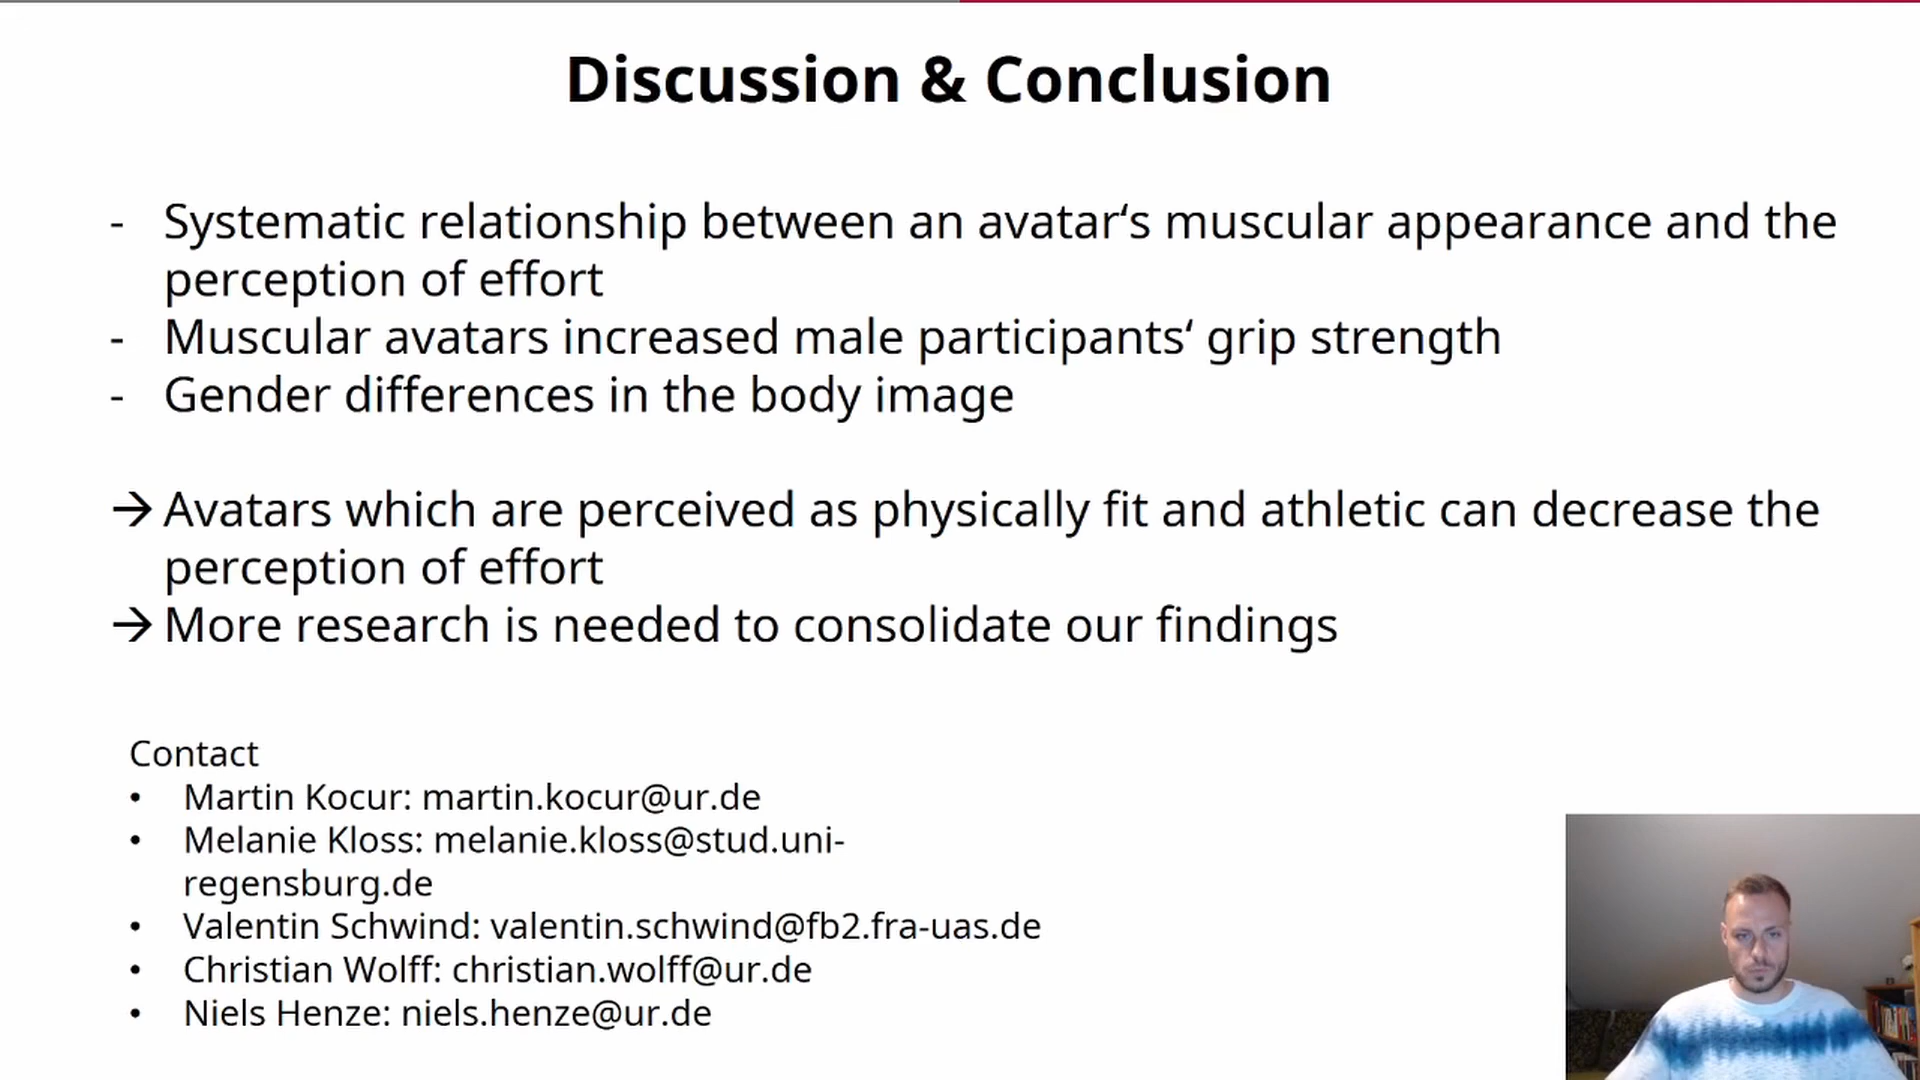 Discussion & Conclusion
- Systematic relationship between an avatar‘s muscular appearance and the
perception of effort
- Muscular avatars increased male participants‘ grip strength
- Gender differences in the body image
→ Avatars which are perceived as physically fit and athletic can decrease the
perception of effort
→ More research is needed to consolidate our findings
Contact
• Martin Kocur: martin.kocur@ur.de
• Melanie Kloss: melanie.kloss@stud.uni-
regensburg.de
• Valentin Schwind: valentin.schwind@fb2.fra-uas.de
• Christian Wolff: christian.wolff@ur.de
• Niels Henze: niels.henze@ur.de